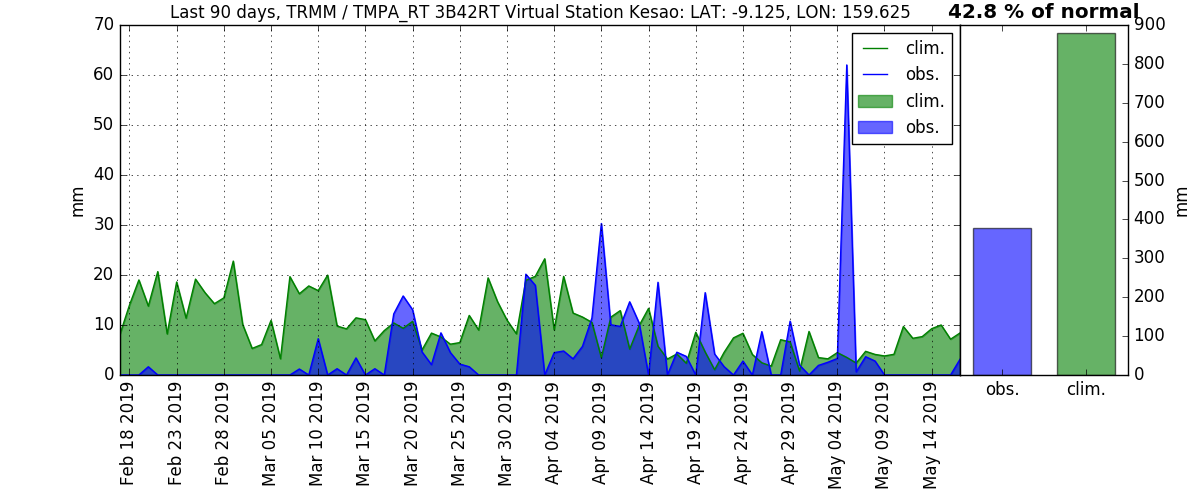 Last 90 days, TRMM / TMPA_RT 3B42RT Virtual Station Kesao: LAT: -9.125, LON: 159.625
42.8 % of normal
70
60
50
40
30
20
10
0
mm
clim.
obs.
clim.
obs.
900
800
700
600
500
400
300
200
100
0
mm
Feb 18 2019
Feb 23 2019
Feb 28 2019
Mar 05 2019
Mar 10 2019
Mar 15 2019
Mar 20 2019
Mar 25 2019
Mar 30 2019
Apr 04 2019
Apr 09 2019
Apr 14 2019
Apr 19 2019
Apr 24 2019
Apr 29 2019
May 04 2019
May 09 2019
May 14 2019
obs.
clim.